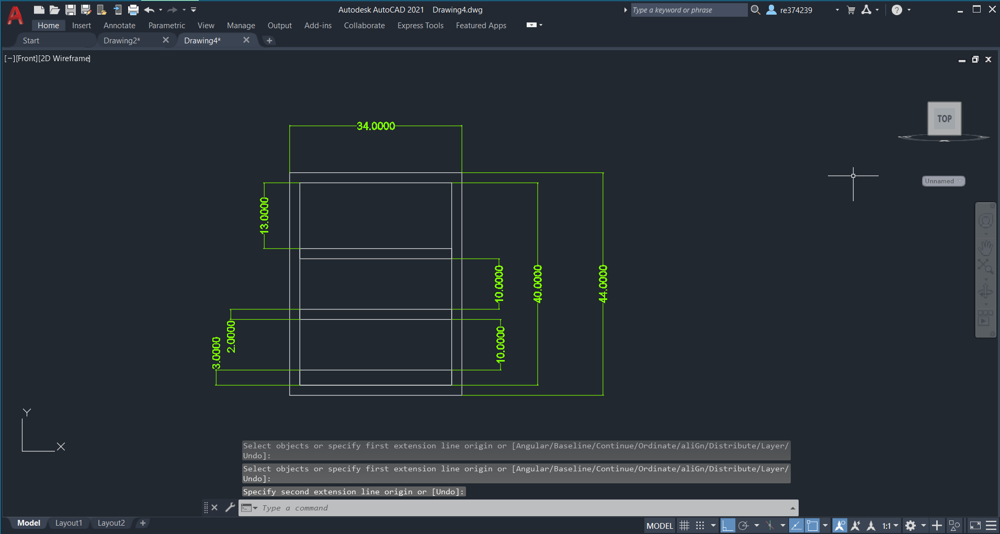 Autodesk AutoCAD 2021 Drawing4.dwg
Type a keyword or phrase
re374239
Home Insert Annotate Parametric View Manage Output Add-ins Collaborate Express Tools Featured Apps
Start Drawing2* Drawing4*
[−][Front][2D Wireframe]
TOP
Unnamed
34.0000
13.0000
10.0000
40.0000
44.0000
2.0000
3.0000
10.0000
Y
X
Select objects or specify first extension line origin or [Angular/Baseline/Continue/Ordinate/aliGn/Distribute/Layer/
Undo]:
Select objects or specify first extension line origin or [Angular/Baseline/Continue/Ordinate/aliGn/Distribute/Layer/
Undo]:
Specify second extension line origin or [Undo]:
Type a command
Model Layout1 Layout2
MODEL 1:1